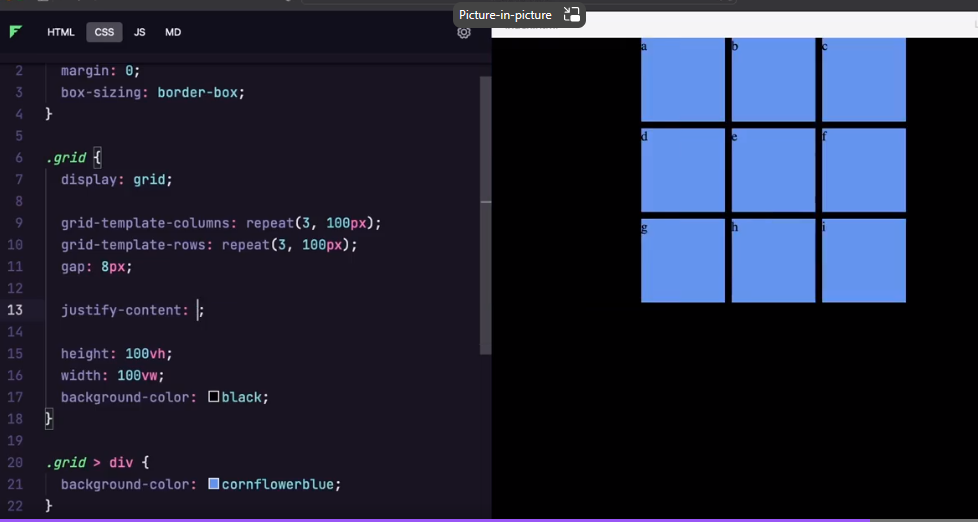 Picture-in-picture
HTML CSS JS MD
2 margin: 0;
3 box-sizing: border-box;
4 }
5
6 .grid {
7 display: grid;
8
9 grid-template-columns: repeat(3, 100px);
10 grid-template-rows: repeat(3, 100px);
11 gap: 8px;
12
13 justify-content: ;
14
15 height: 100vh;
16 width: 100vw;
17 background-color: black;
18 }
19
20 .grid > div {
21 background-color: cornflowerblue;
22 }
a b c
d e f
g h i